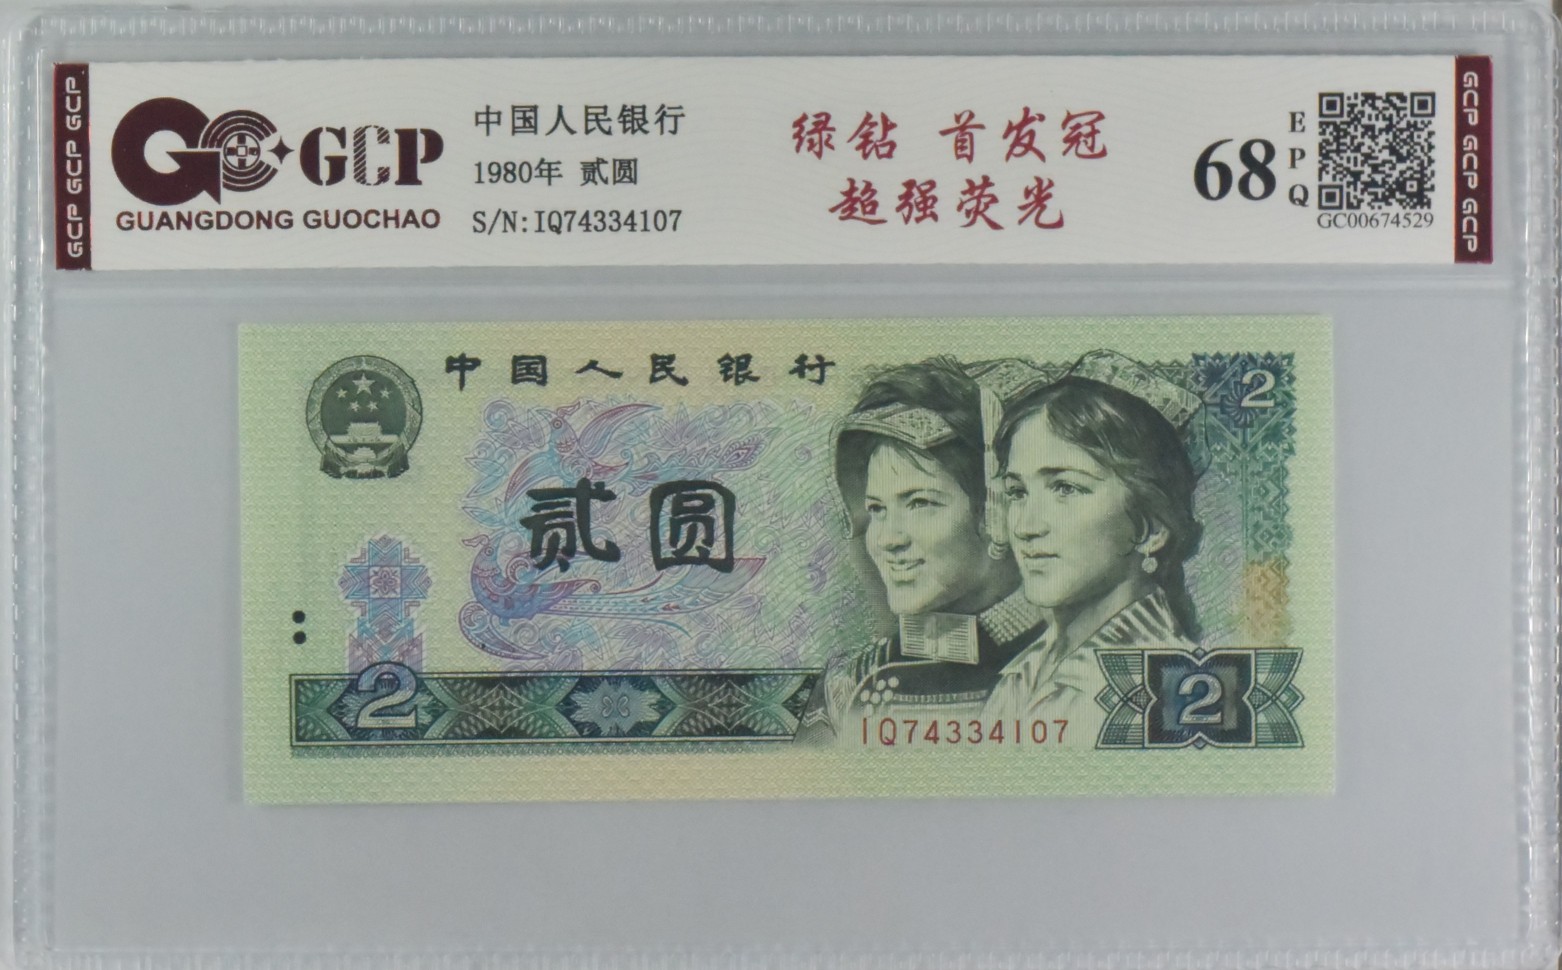 GCP GCP GCP
GCP
GUANGDONG GUOCHAO
中国人民银行
1980年 贰圆
S/N:IQ74334107
绿钻 首发冠
超强荧光
68
EPQ
GC00674529
GCP GCP GCP
中国人民银行
2
贰圆
2
IQ74334107
2